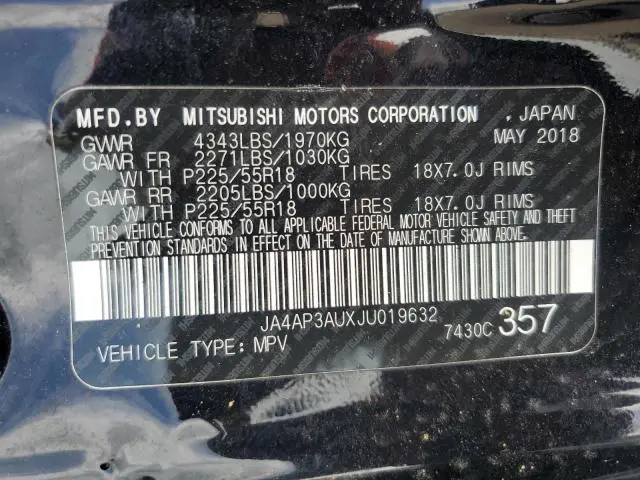 MFD.BY MITSUBISHI MOTORS CORPORATION . JAPAN
GVWR 4343LBS/1970KG MAY 2018
GAWR FR 2271LBS/1030KG
WITH P225/55R18 TIRES 18X7.0J RIMS
GAWR RR 2205LBS/1000KG
WITH P225/55R18 TIRES 18X7.0J RIMS
THIS VEHICLE CONFORMS TO ALL APPLICABLE FEDERAL MOTOR VEHICLE SAFETY AND THEFT
PREVENTION STANDARDS IN EFFECT ON THE DATE OF MANUFACTURE SHOWN ABOVE.
JA4AP3AUXJU019632
VEHICLE TYPE: MPV 7430C 357